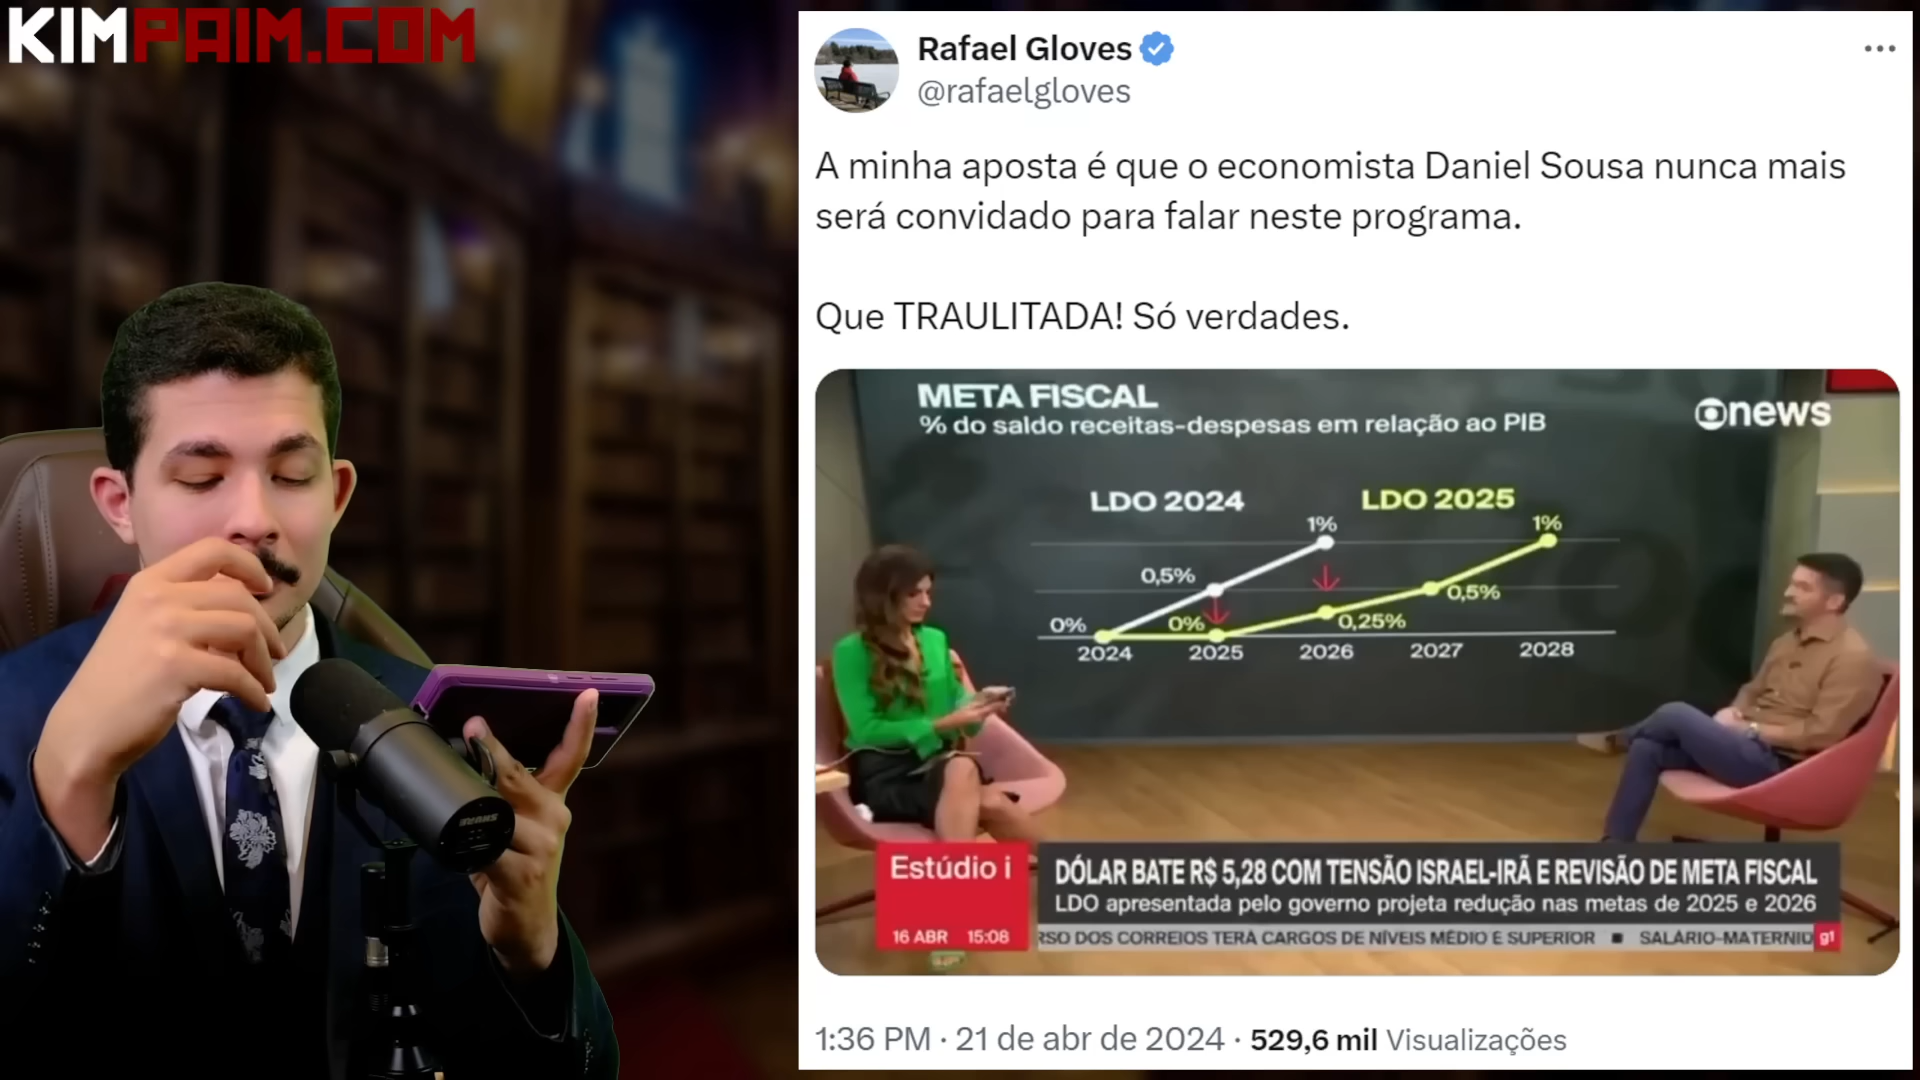 KIMPAIM.COM
Rafael Gloves
@rafaelgloves
A minha aposta é que o economista Daniel Sousa nunca mais
será convidado para falar neste programa.
Que TRAULITADA! Só verdades.
META FISCAL
% do saldo receitas-despesas em relação ao PIB
news
LDO 2024
LDO 2025
1%
1%
0,5%
0,5%
0%
0%
0,25%
2024
2025
2026
2027
2028
Estúdio i
DÓLAR BATE R$ 5,28 COM TENSÃO ISRAEL-IRÃ E REVISÃO DE META FISCAL
LDO apresentada pelo governo projeta redução nas metas de 2025 e 2026
16 ABR 15:08
RSO DOS CORREIOS TERÁ CARGOS DE NÍVEIS MÉDIO E SUPERIOR ■ SALÁRIO-MATERNID
g1
1:36 PM · 21 de abr de 2024 · 529,6 mil Visualizações